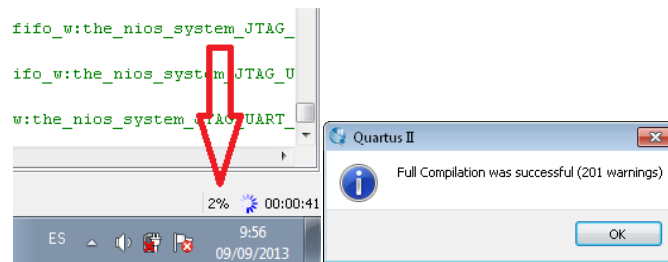 fifo_w:the_nios_system_JTAG_
ifo_w:the_nios_system_JTAG_U
w:the_nios_system_JTAG_UART_
2% 00:00:41
ES 9:56
09/09/2013
Quartus II
Full Compilation was successful (201 warnings)
OK